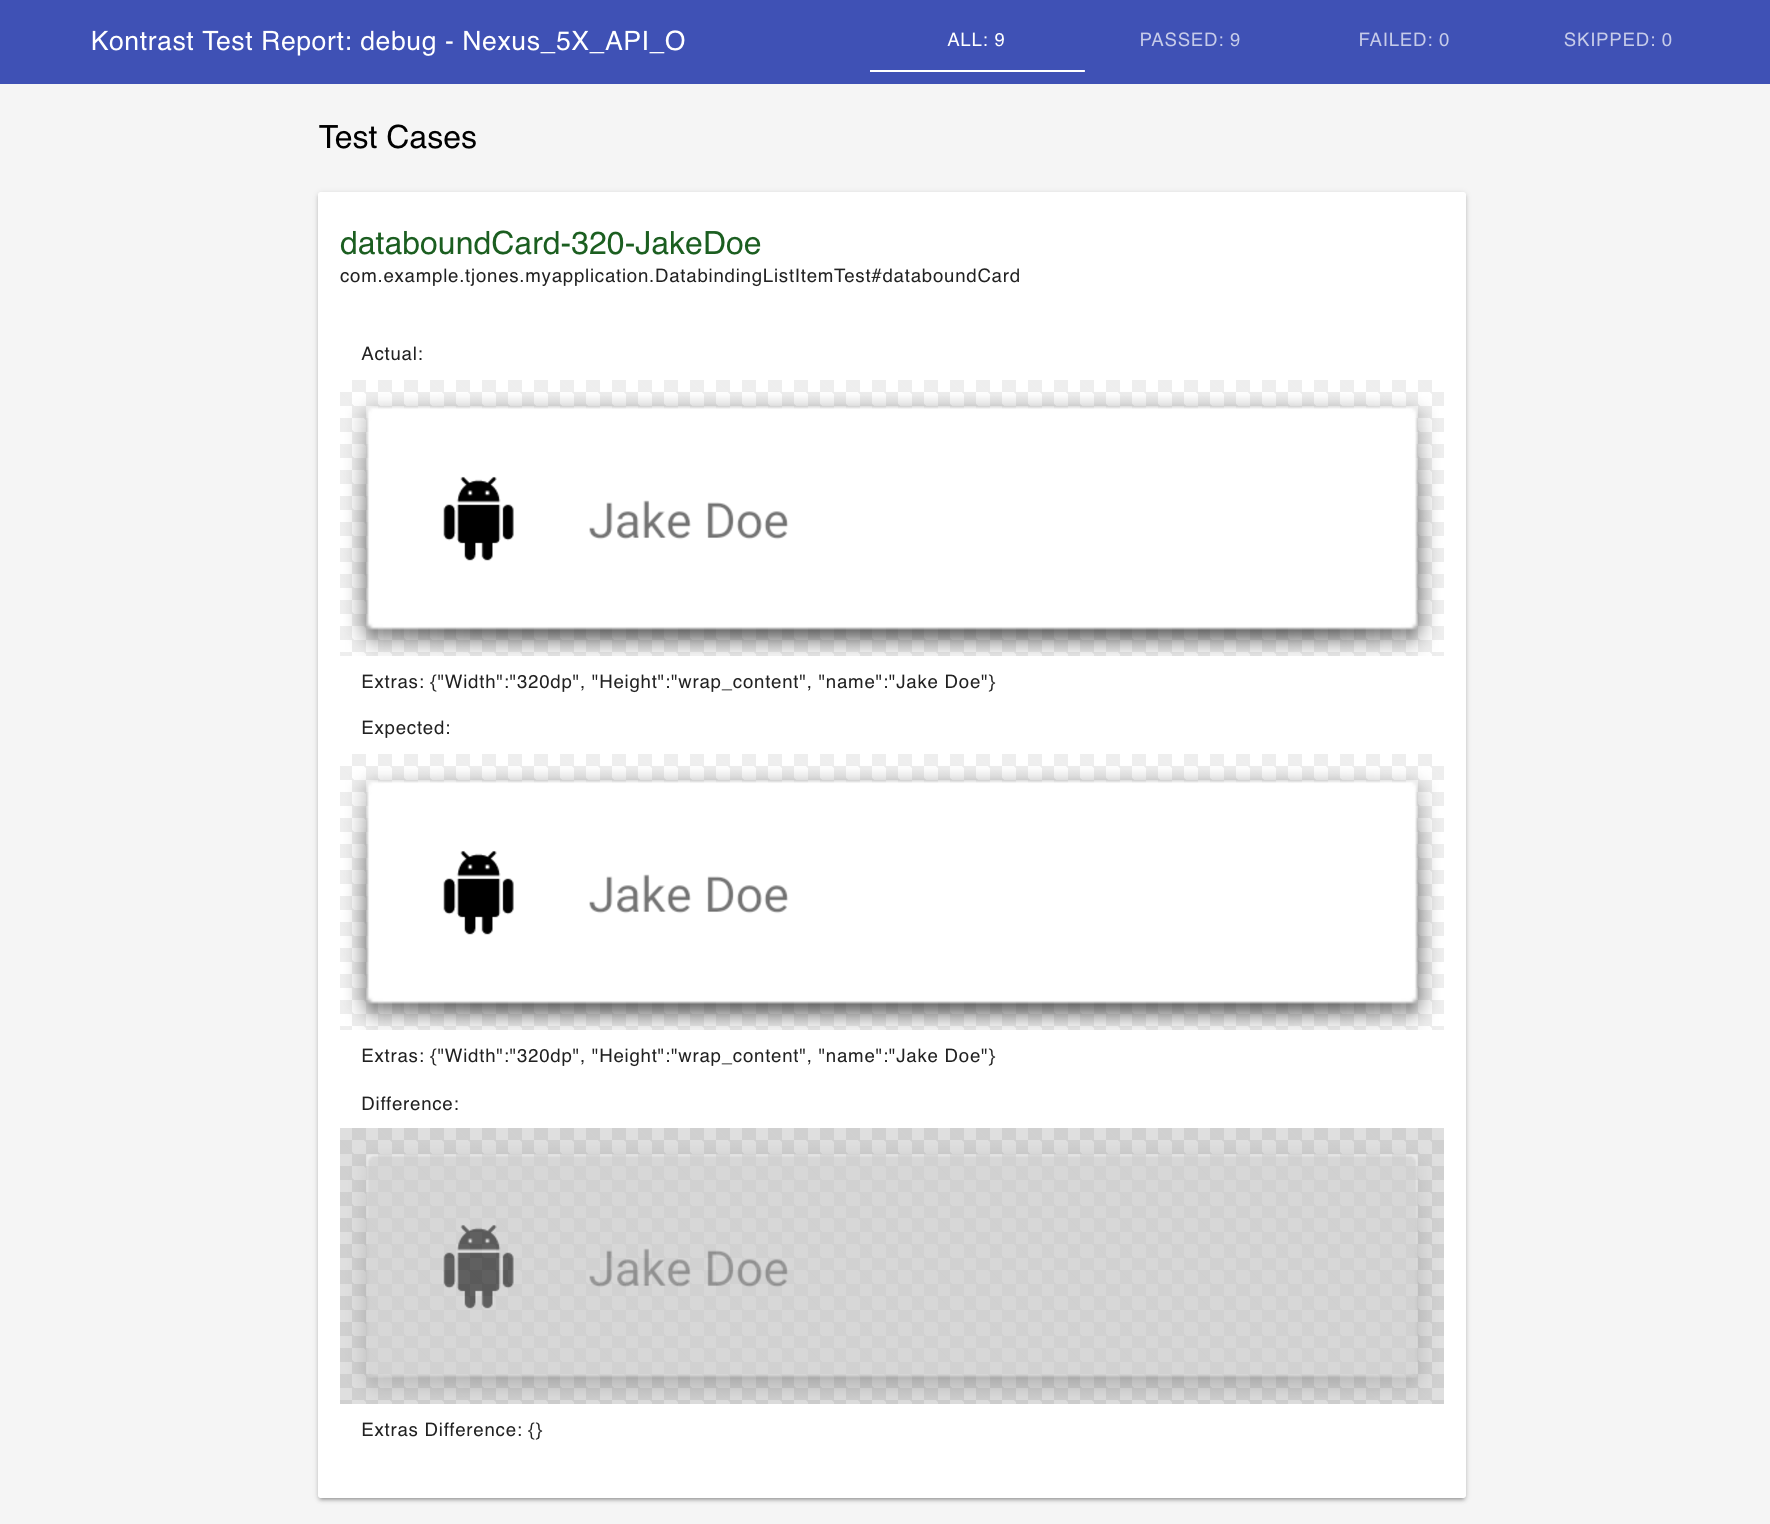 Kontrast Test Report: debug - Nexus_5X_API_O
ALL: 9
PASSED: 9
FAILED: 0
SKIPPED: 0
Test Cases
databoundCard-320-JakeDoe
com.example.tjones.myapplication.DatabindingListItemTest#databoundCard
Actual:
Jake Doe
Extras: {"Width":"320dp", "Height":"wrap_content", "name":"Jake Doe"}
Expected:
Jake Doe
Extras: {"Width":"320dp", "Height":"wrap_content", "name":"Jake Doe"}
Difference:
Jake Doe
Extras Difference: {}